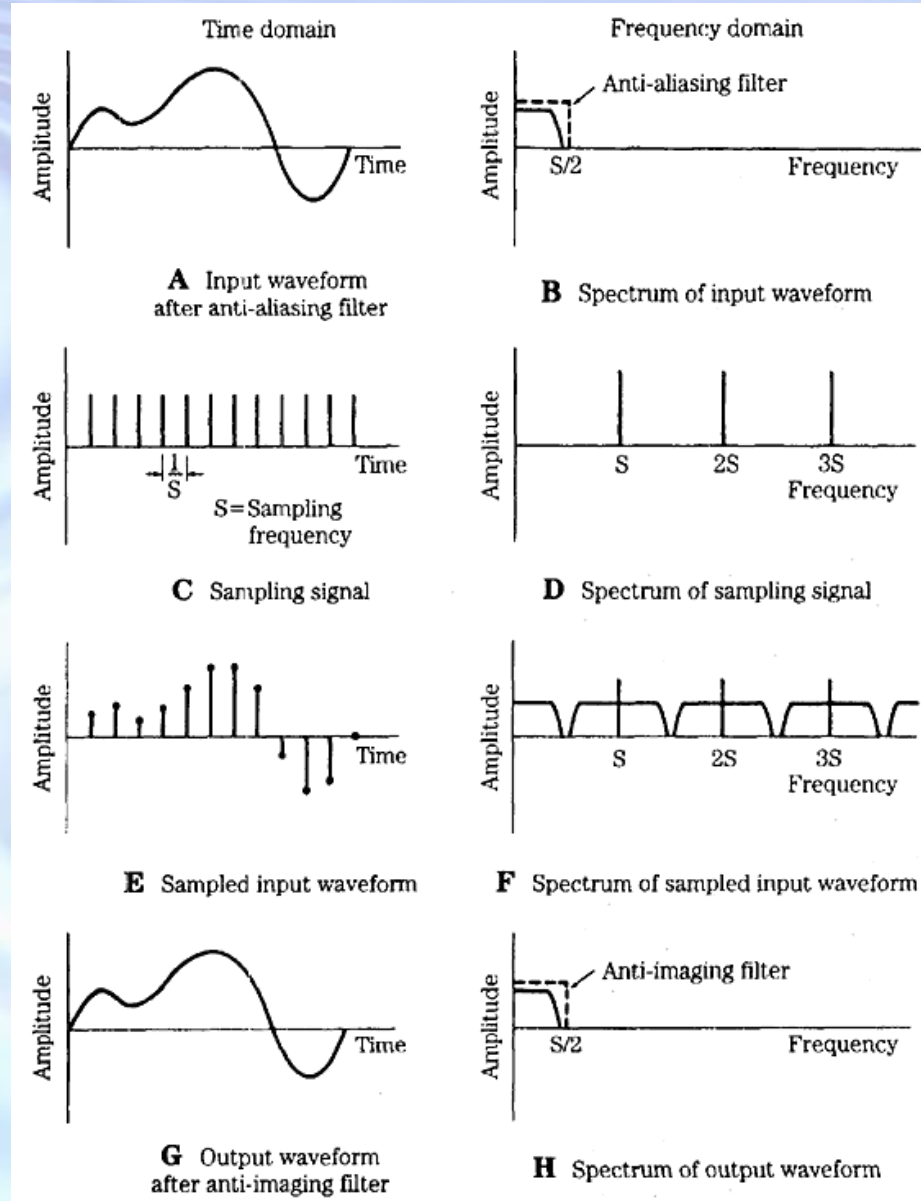 Time domain
Frequency domain
Amplitude
Time
A Input waveform
after anti-aliasing filter
Amplitude
Anti-aliasing filter
S/2
Frequency
B Spectrum of input waveform
Amplitude
Time
1
S
S=Sampling
frequency
C Sampling signal
Amplitude
S
2S
3S
Frequency
D Spectrum of sampling signal
Amplitude
Time
E Sampled input waveform
Amplitude
S
2S
3S
Frequency
F Spectrum of sampled input waveform
Amplitude
Time
G Output waveform
after anti-imaging filter
Amplitude
Anti-imaging filter
S/2
Frequency
H Spectrum of output waveform